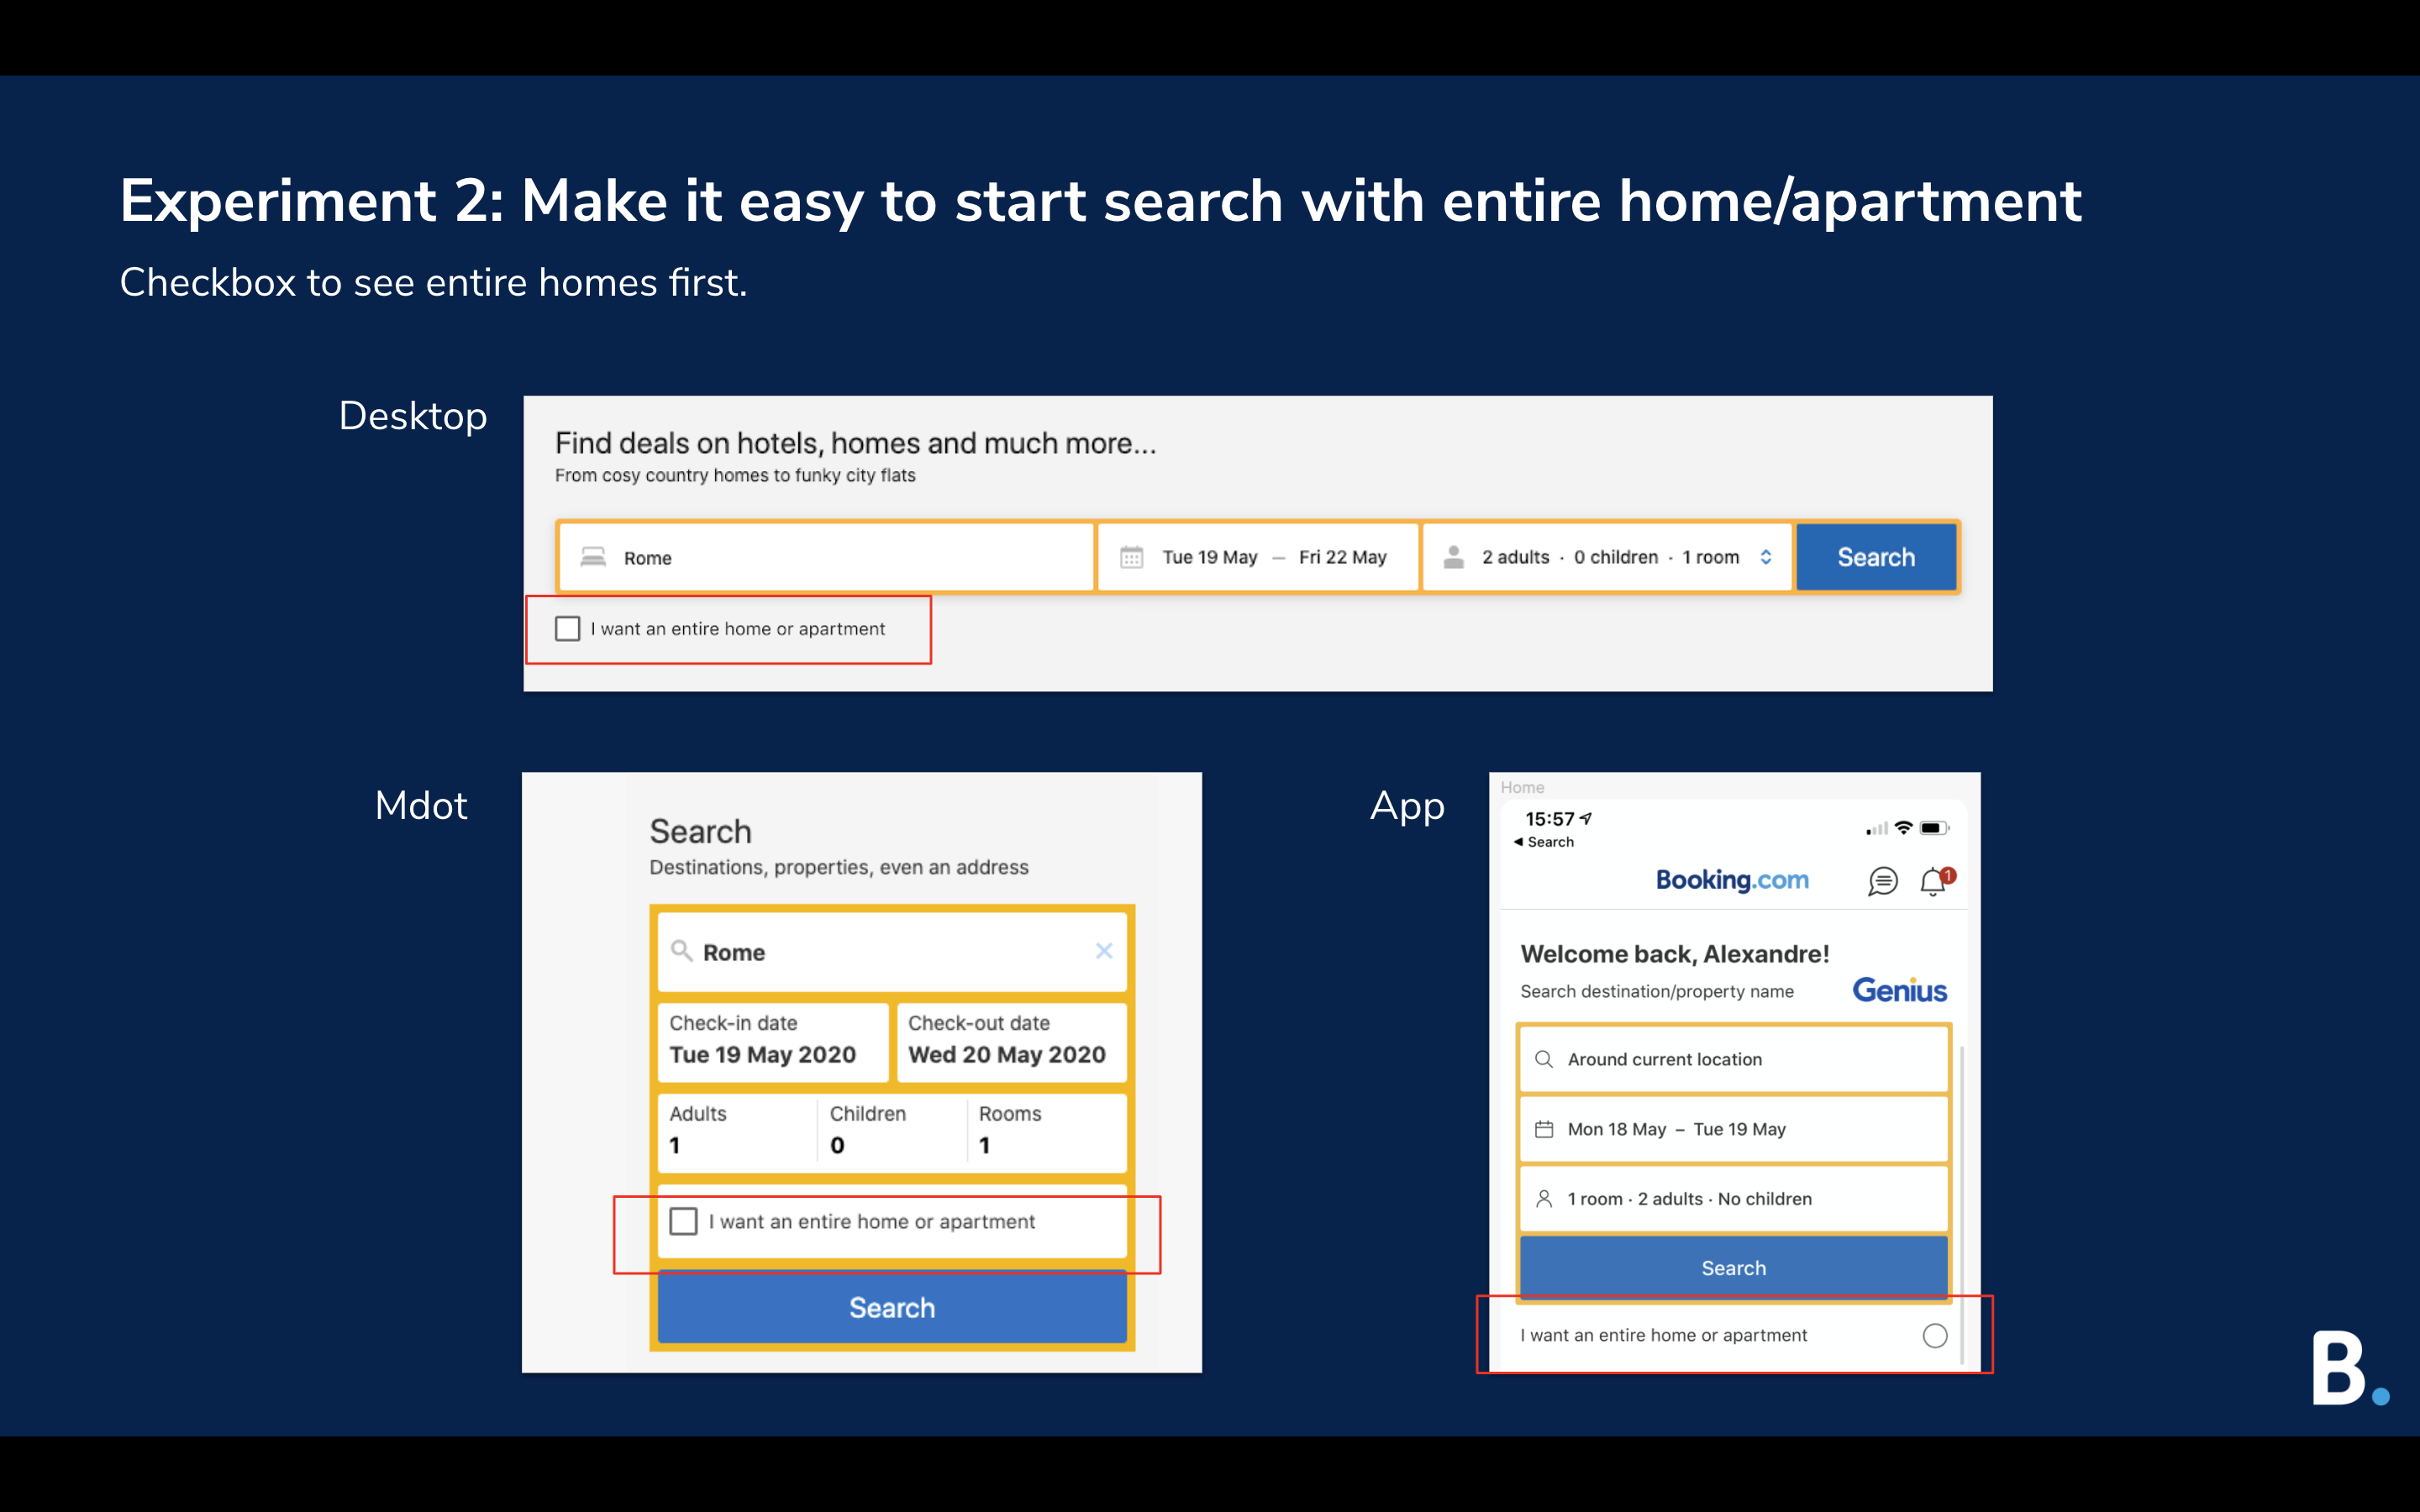 Experiment 2: Make it easy to start search with entire home/apartment
Checkbox to see entire homes first.
Desktop
Find deals on hotels, homes and much more...
From cosy country homes to funky city flats
Rome
Tue 19 May — Fri 22 May
2 adults · 0 children · 1 room
Search
I want an entire home or apartment
Mdot
Search
Destinations, properties, even an address
Rome
Check-in date
Tue 19 May 2020
Check-out date
Wed 20 May 2020
Adults
1
Children
0
Rooms
1
I want an entire home or apartment
Search
App
Home
15:57
Search
Booking.com
1
Welcome back, Alexandre!
Search destination/property name
Genius
Around current location
Mon 18 May – Tue 19 May
1 room · 2 adults · No children
Search
I want an entire home or apartment
B.